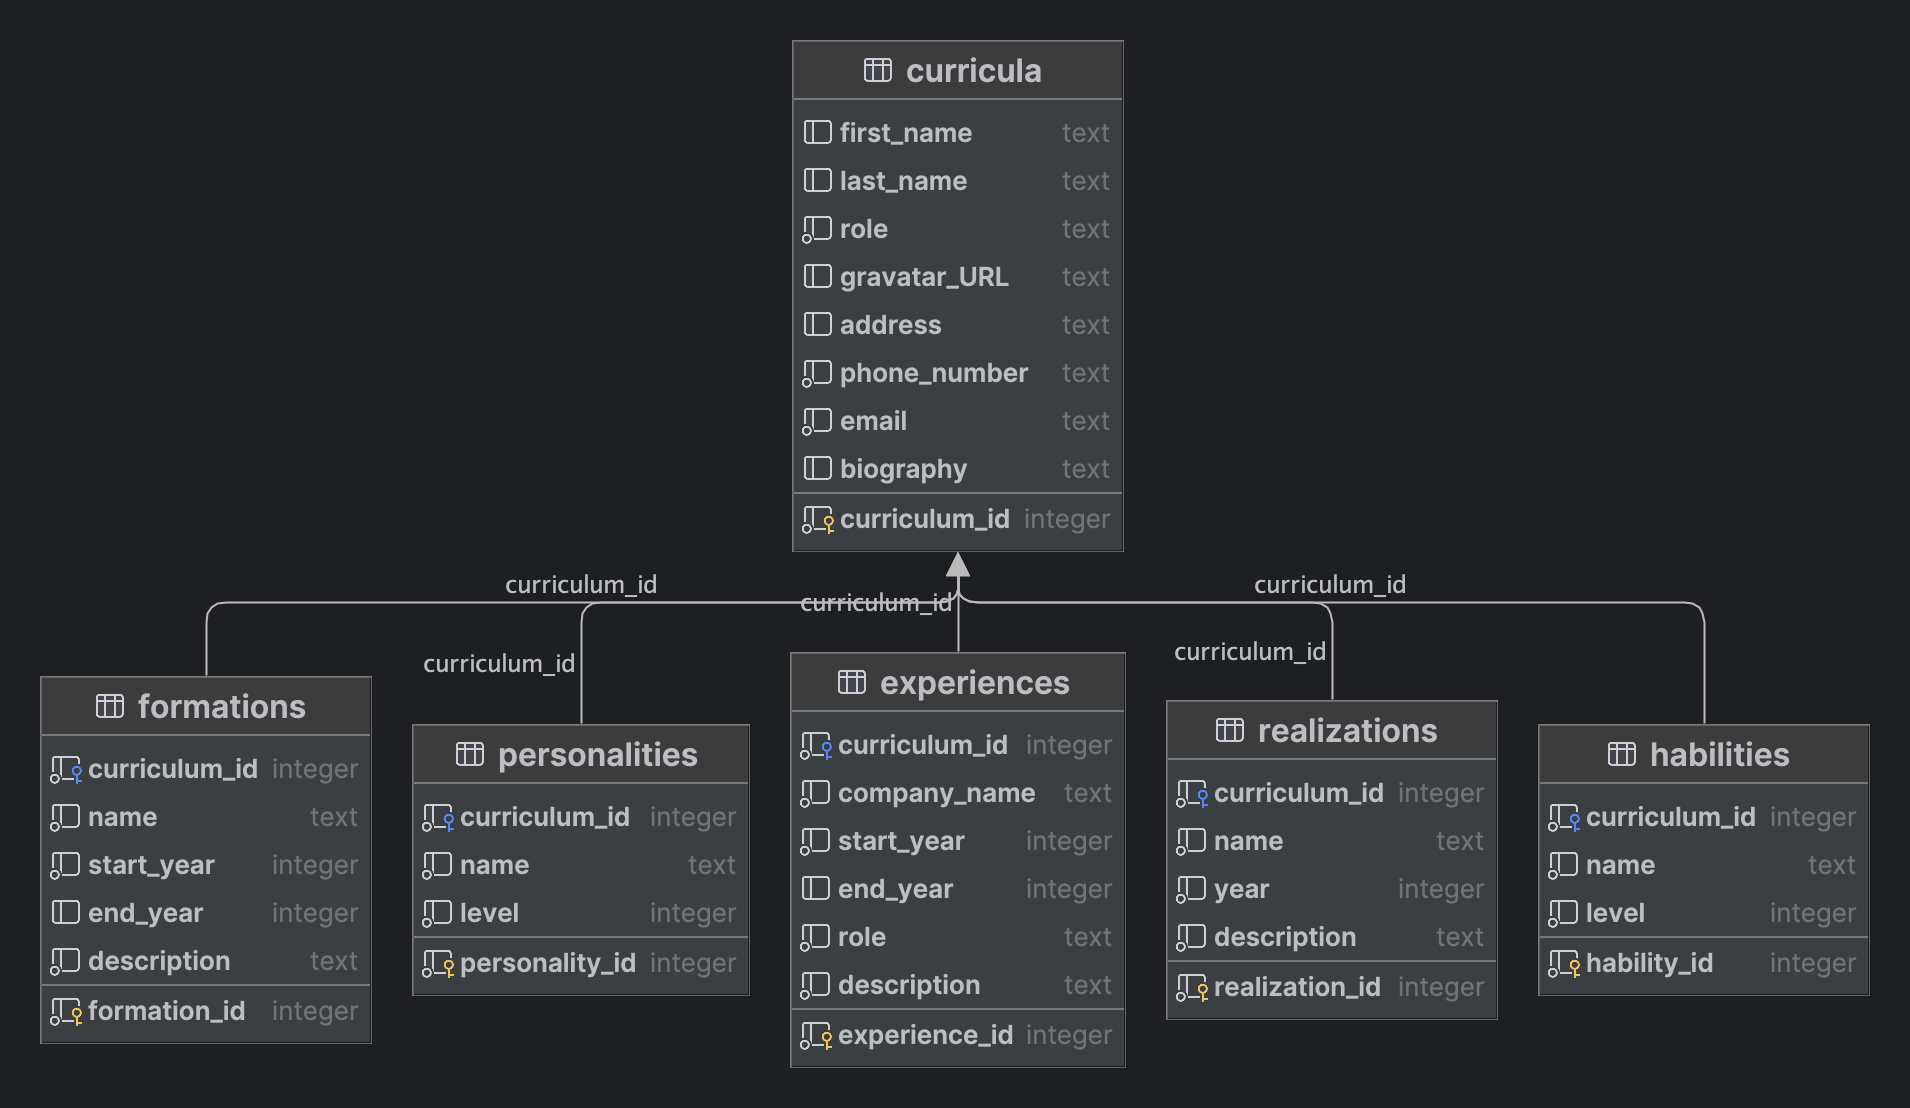 curricula
first_name text
last_name text
role text
gravatar_URL text
address text
phone_number text
email text
biography text
curriculum_id integer
curriculum_id
curriculum_id
curriculum_id
curriculum_id
curriculum_id
formations
curriculum_id integer
name text
start_year integer
end_year integer
description text
formation_id integer
personalities
curriculum_id integer
name text
level integer
personality_id integer
experiences
curriculum_id integer
company_name text
start_year integer
end_year integer
role text
description text
experience_id integer
realizations
curriculum_id integer
name text
year integer
description text
realization_id integer
habilities
curriculum_id integer
name text
level integer
hability_id integer